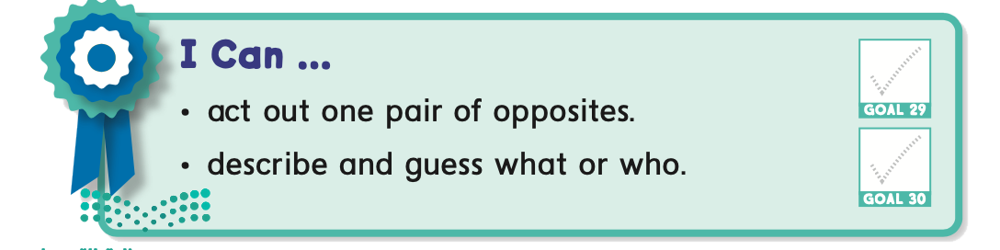 I Can ...
• act out one pair of opposites.
GOAL 29
• describe and guess what or who.
GOAL 30